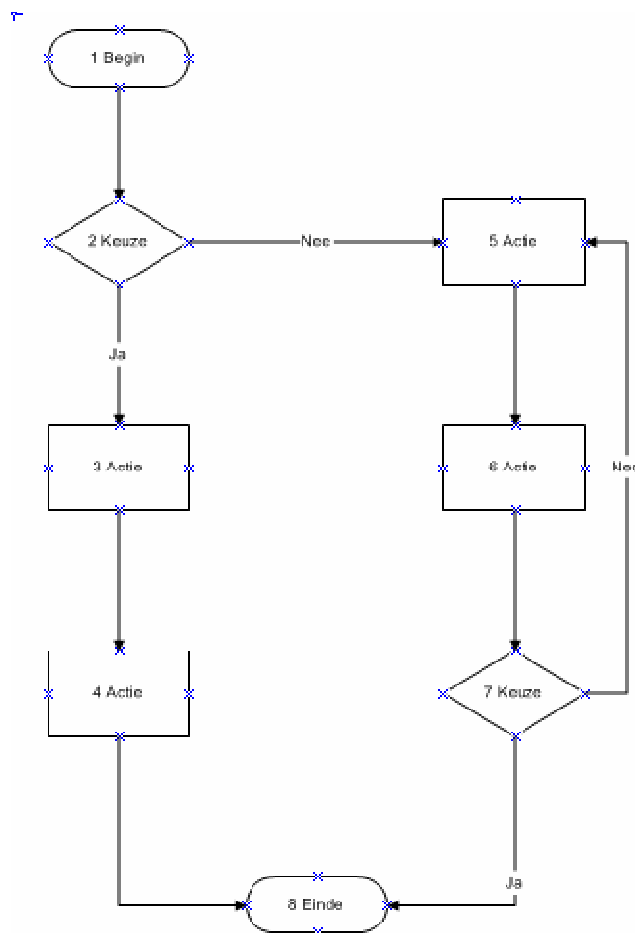 1 Begin
2 Keuze
Nee
5 Actie
Ja
3 Actie
6 Actie
Nee
4 Actie
7 Keuze
Ja
8 Einde